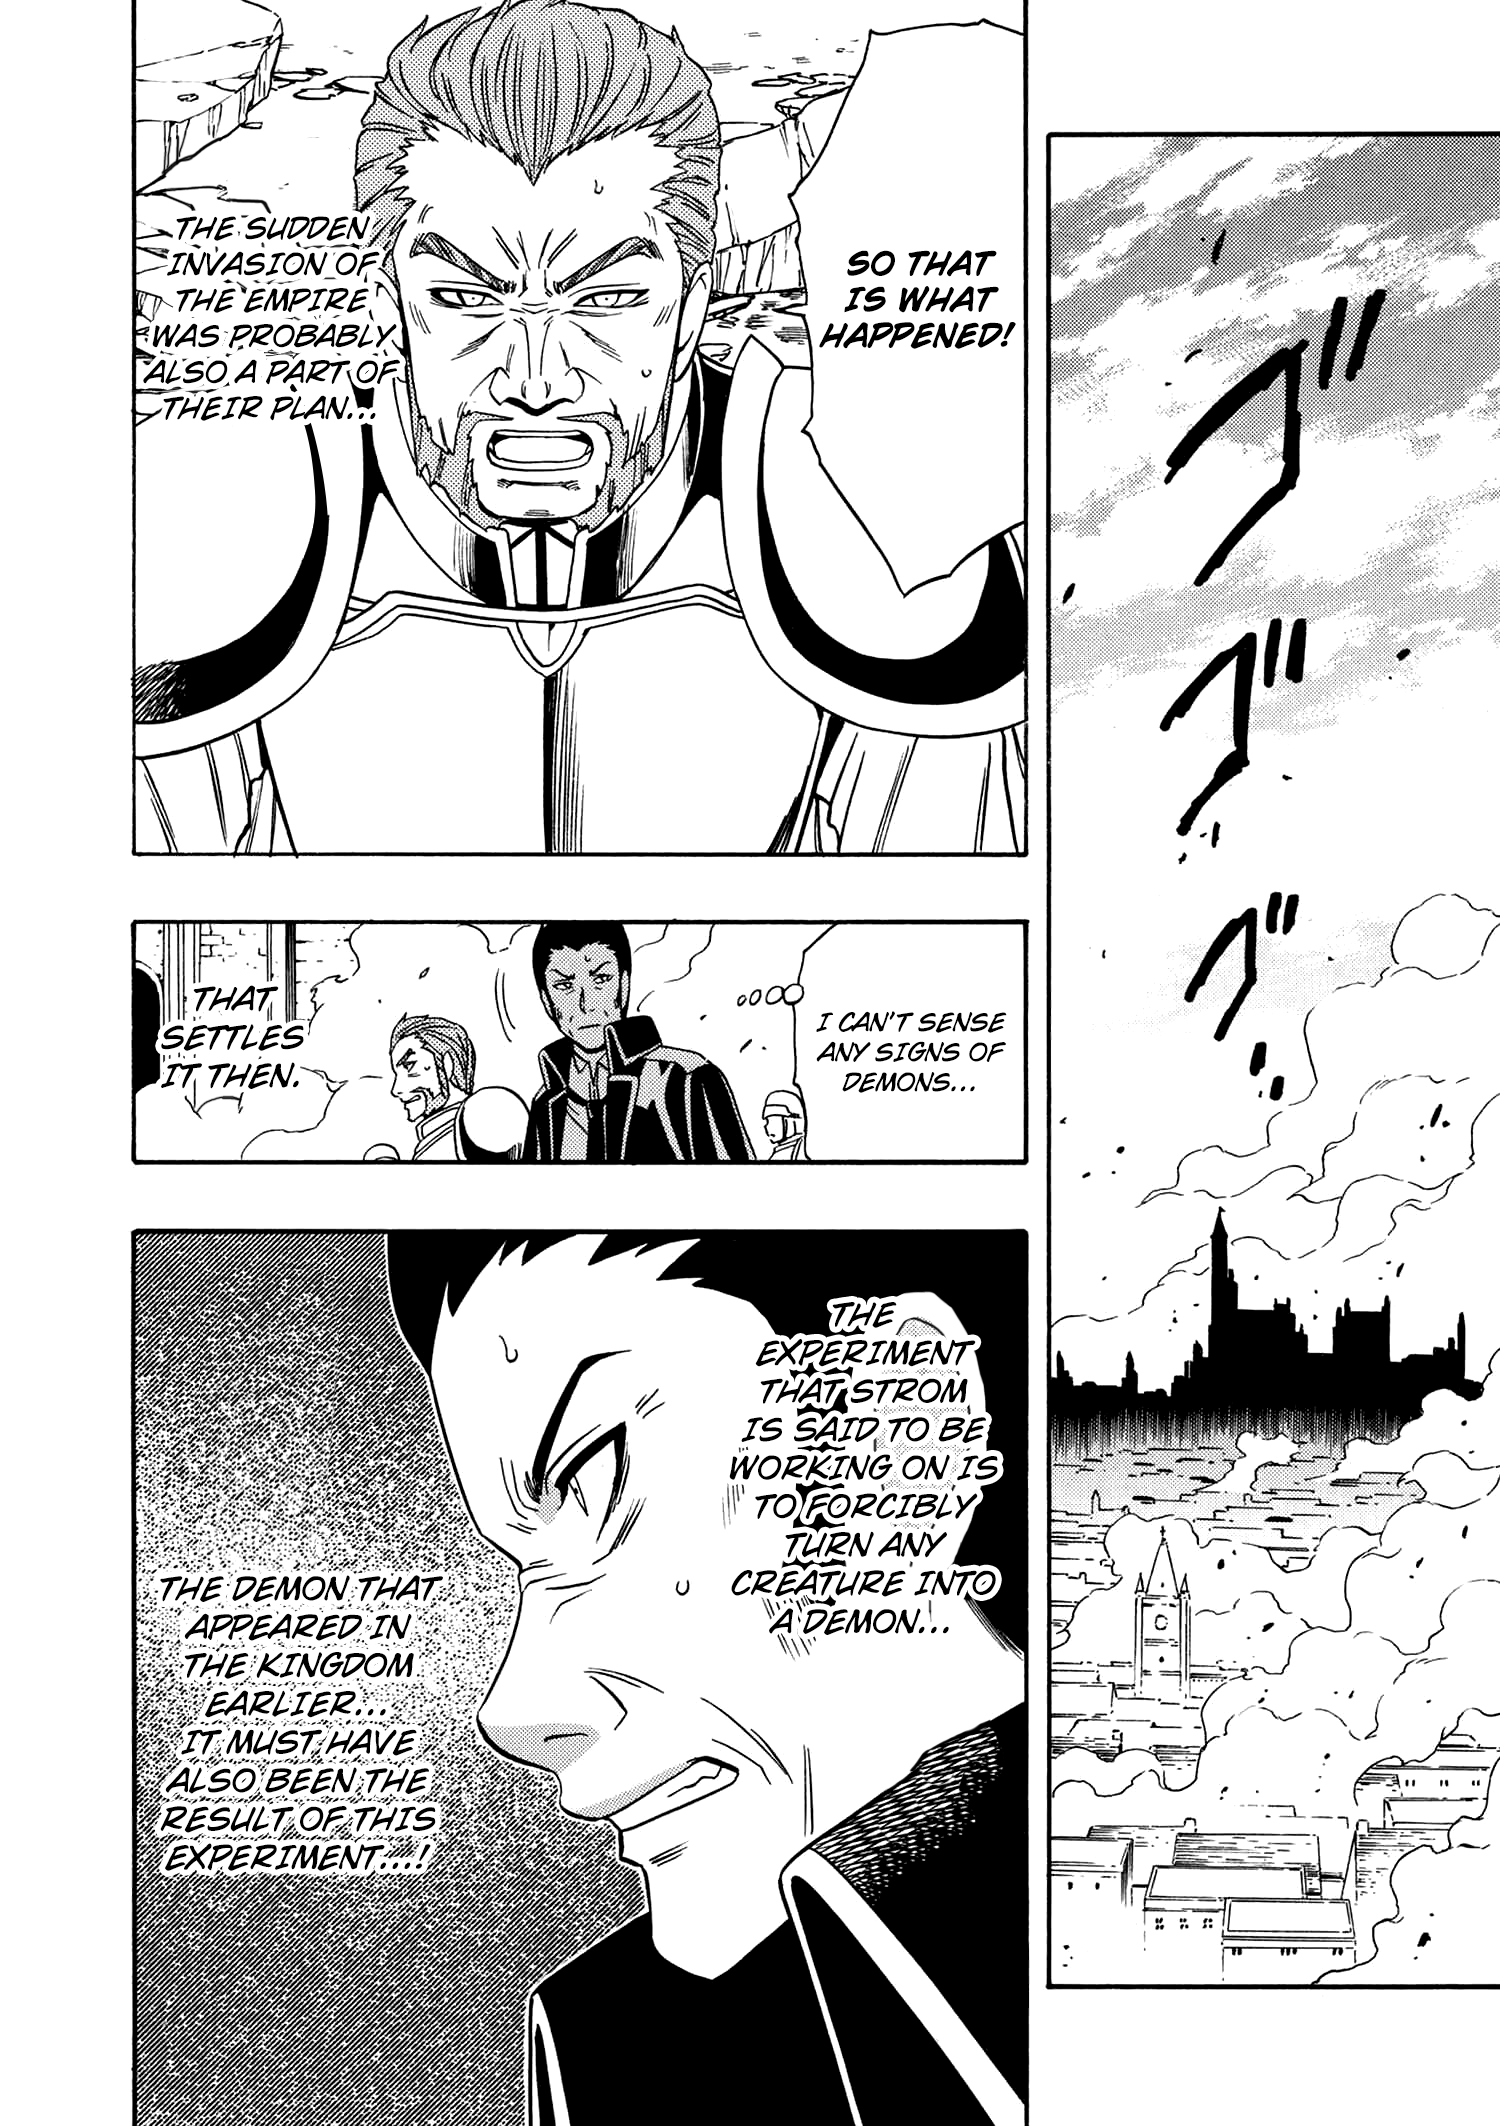 ゴ
ゴ
ゴ
SO THAT
IS WHAT
HAPPENED!
THE SUDDEN
INVASION OF
THE EMPIRE
WAS PROBABLY
ALSO A PART OF
THEIR PLAN...
I CAN'T SENSE
ANY SIGNS OF
DEMONS...
THAT
SETTLES
IT THEN.
THE
EXPERIMENT
THAT STROM
IS SAID TO BE
WORKING ON IS
TO FORCIBLY
TURN ANY
CREATURE INTO
A DEMON...
THE DEMON THAT
APPEARED IN
THE KINGDOM
EARLIER...
IT MUST HAVE
ALSO BEEN THE
RESULT OF THIS
EXPERIMENT...!